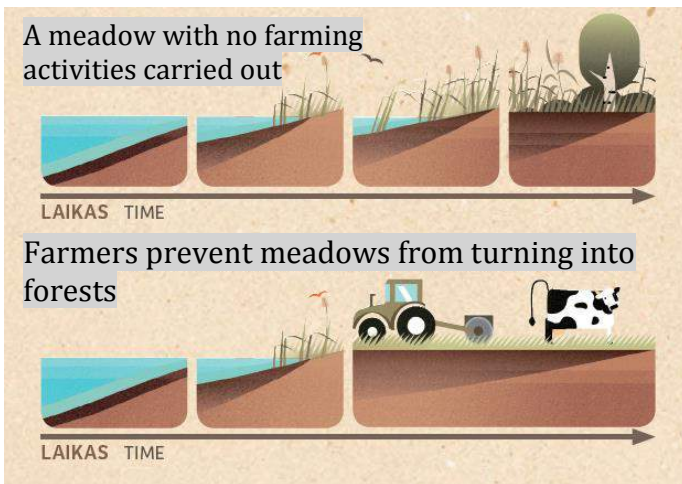 A meadow with no farming
activities carried out
LAIKAS TIME
Farmers prevent meadows from turning into
forests
LAIKAS TIME